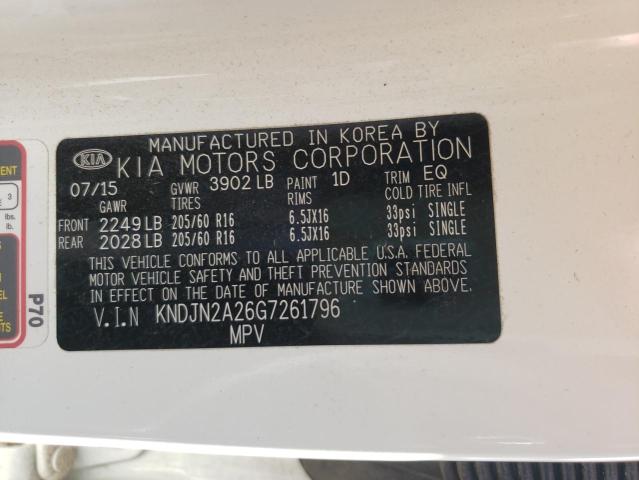 MANUFACTURED IN KOREA BY
KIA KIA MOTORS CORPORATION
07/15 GVWR 3902 LB PAINT 1D TRIM EQ
GAWR TIRES RIMS COLD TIRE INFL
FRONT 2249 LB 205/60 R16 6.5JX16 33psi SINGLE
REAR 2028 LB 205/60 R16 6.5JX16 33psi SINGLE
THIS VEHICLE CONFORMS TO ALL APPLICABLE U.S.A. FEDERAL
MOTOR VEHICLE SAFETY AND THEFT PREVENTION STANDARDS
IN EFFECT ON THE DATE OF MANUFACTURE SHOWN ABOVE.
V.I.N KNDJN2A26G7261796
MPV
3
lbs.
lb.
P70